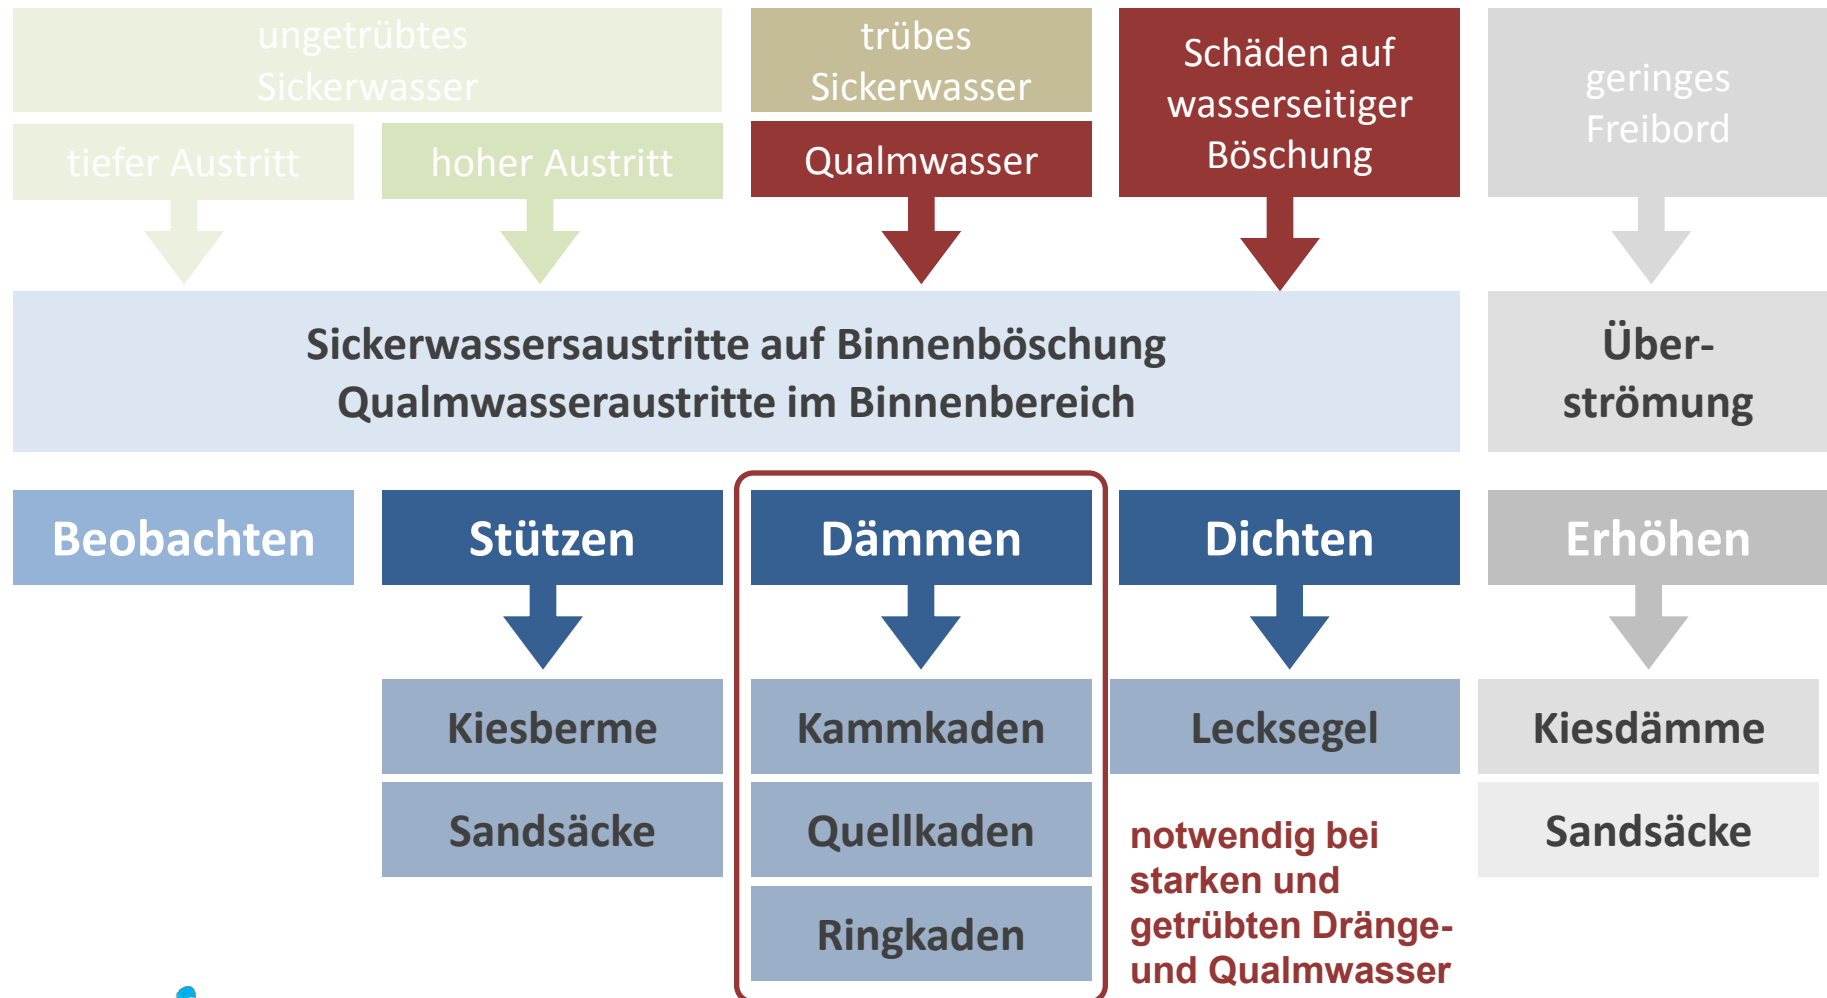 ungetrübtes
Sickerwasser
trübes
Sickerwasser
Schäden auf
wasserseitiger
Böschung
geringes
Freibord
tiefer Austritt
hoher Austritt
Qualmwasser
Sickerwassersaustritte auf Binnenböschung
Qualmwasseraustritte im Binnenbereich
Über-
strömung
Beobachten
Stützen
Dämmen
Dichten
Erhöhen
Kiesberme
Kammkaden
Lecksegel
Kiesdämme
Sandsäcke
Quellkaden
Sandsäcke
Ringkaden
notwendig bei
starken und
getrübten Dränge-
und Qualmwasser